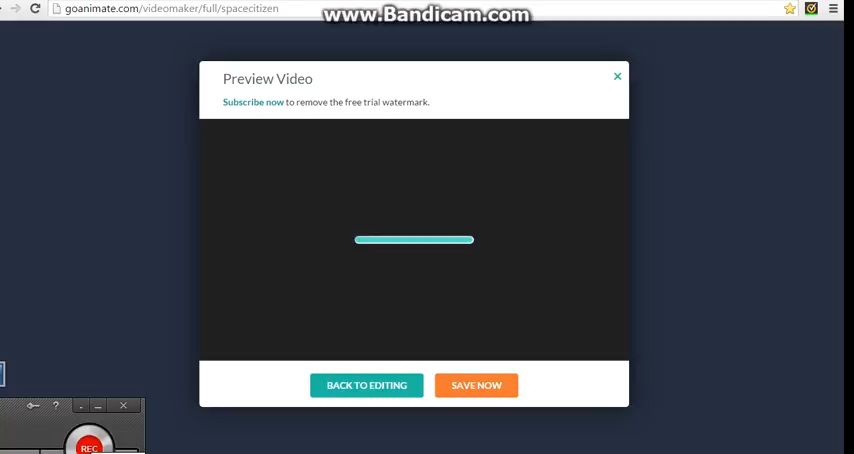 goanimate.com/videomaker/full/spacecitizen
www.Bandicam.com
Preview Video
×
Subscribe now to remove the free trial watermark.
BACK TO EDITING
SAVE NOW
?
REC